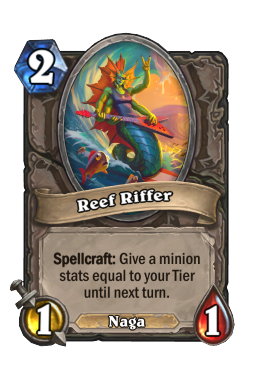 2
Reef Riffer
Spellcraft: Give a minion
stats equal to your Tier
until next turn.
1
Naga
1